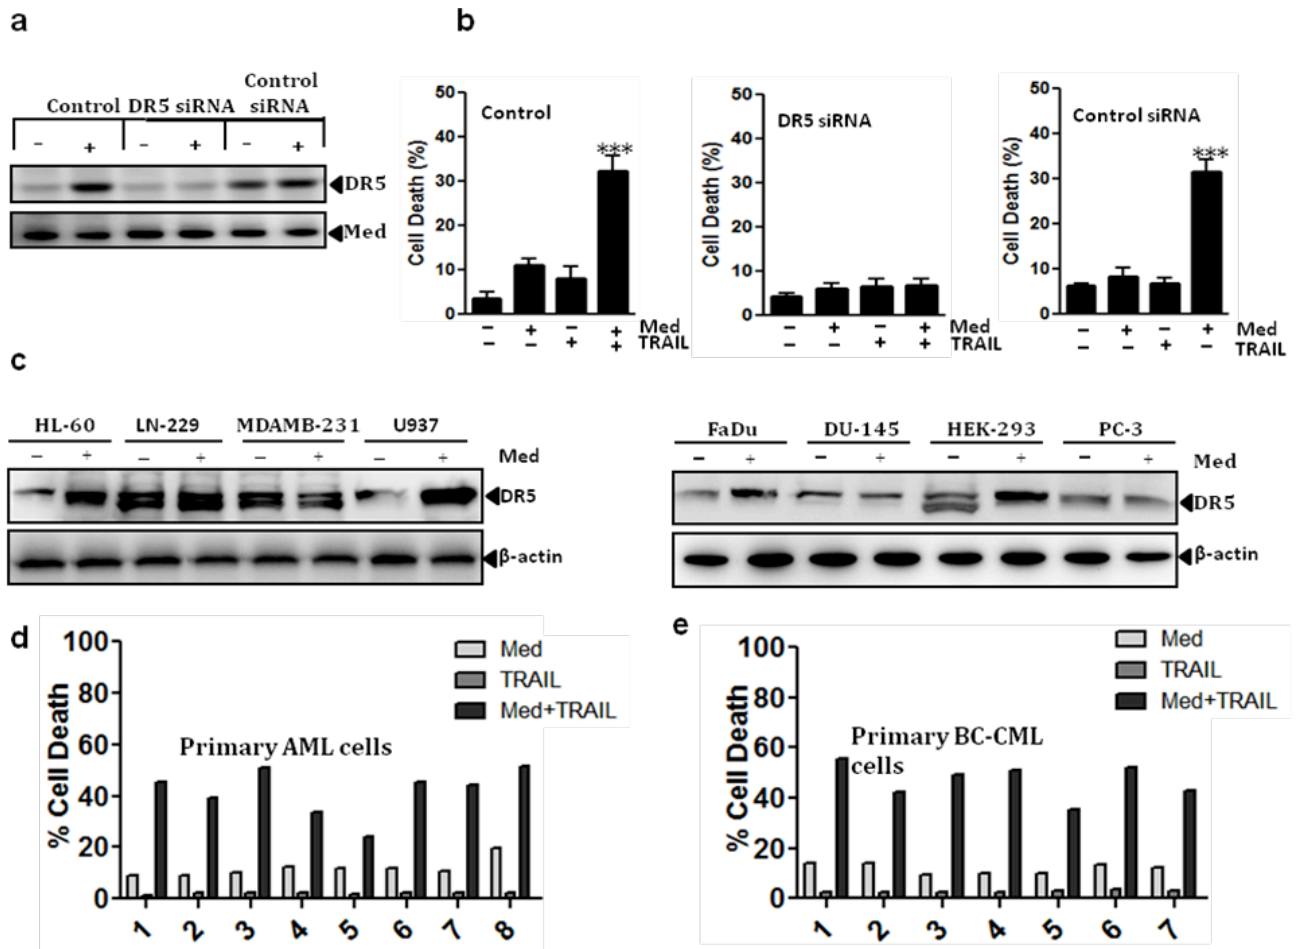 a
Control DR5 siRNA Control siRNA
− + − + − +
DR5
Med
b
Control
Cell Death (%)
50
40
30
20
10
0
***
− + − + Med
− − + + TRAIL
DR5 siRNA
Cell Death (%)
50
40
30
20
10
0
− + − + Med
− − + + TRAIL
Control siRNA
Cell Death (%)
50
40
30
20
10
0
***
− + − + Med
− − + − TRAIL
c
HL-60 LN-229 MDAMB-231 U937
− + − + − + − + Med
DR5
β-actin
FaDu DU-145 HEK-293 PC-3
− + − + − + − + Med
DR5
β-actin
d
% Cell Death
100
80
60
40
20
0
Med
TRAIL
Med+TRAIL
Primary AML cells
1 2 3 4 5 6 7 8
e
% Cell Death
100
80
60
40
20
0
Med
TRAIL
Med+TRAIL
Primary BC-CML
cells
1 2 3 4 5 6 7